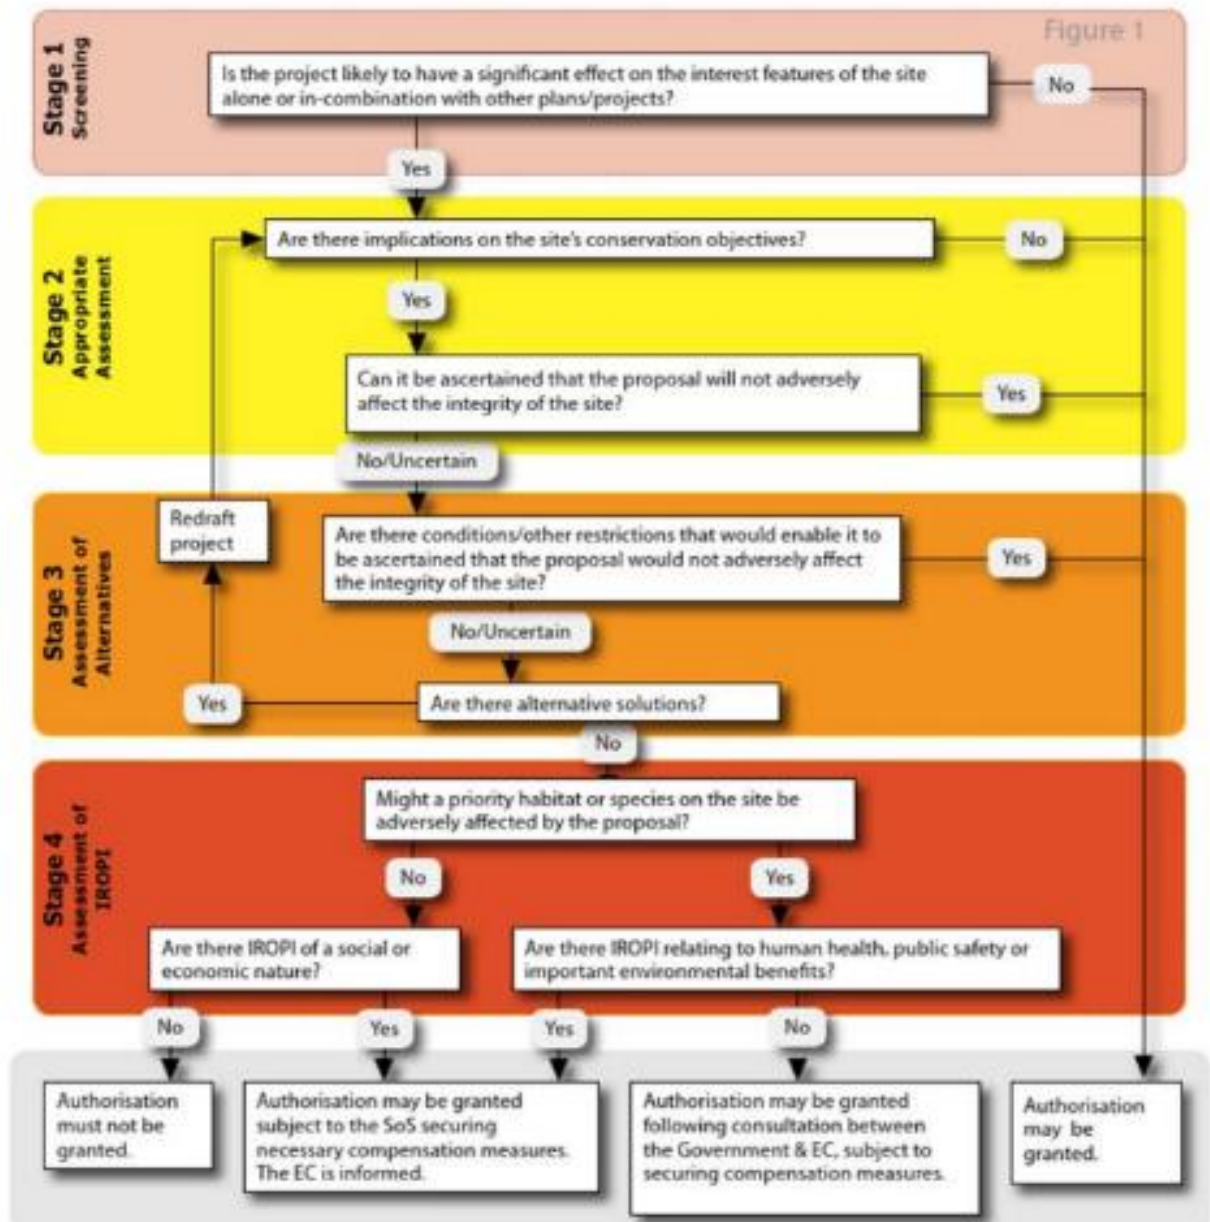 Figure 1
Stage 1
Screening
Is the project likely to have a significant effect on the interest features of the site
alone or in-combination with other plans/projects?
No
Yes
Stage 2
Appropriate
Assessment
Are there implications on the site's conservation objectives?
No
Yes
Can it be ascertained that the proposal will not adversely
affect the integrity of the site?
Yes
No/Uncertain
Stage 3
Assessment of
Alternatives
Redraft
project
Are there conditions/other restrictions that would enable it to
be ascertained that the proposal would not adversely affect
the integrity of the site?
Yes
No/Uncertain
Are there alternative solutions?
Yes
No
Stage 4
Assessment of
IROPI
Might a priority habitat or species on the site be
adversely affected by the proposal?
No
Yes
Are there IROPI of a social or
economic nature?
Are there IROPI relating to human health, public safety or
important environmental benefits?
No
Yes
Yes
No
Authorisation
must not be
granted.
Authorisation may be granted
subject to the SoS securing
necessary compensation measures.
The EC is informed.
Authorisation may be granted
following consultation between
the Government & EC, subject to
securing compensation measures.
Authorisation
may be
granted.